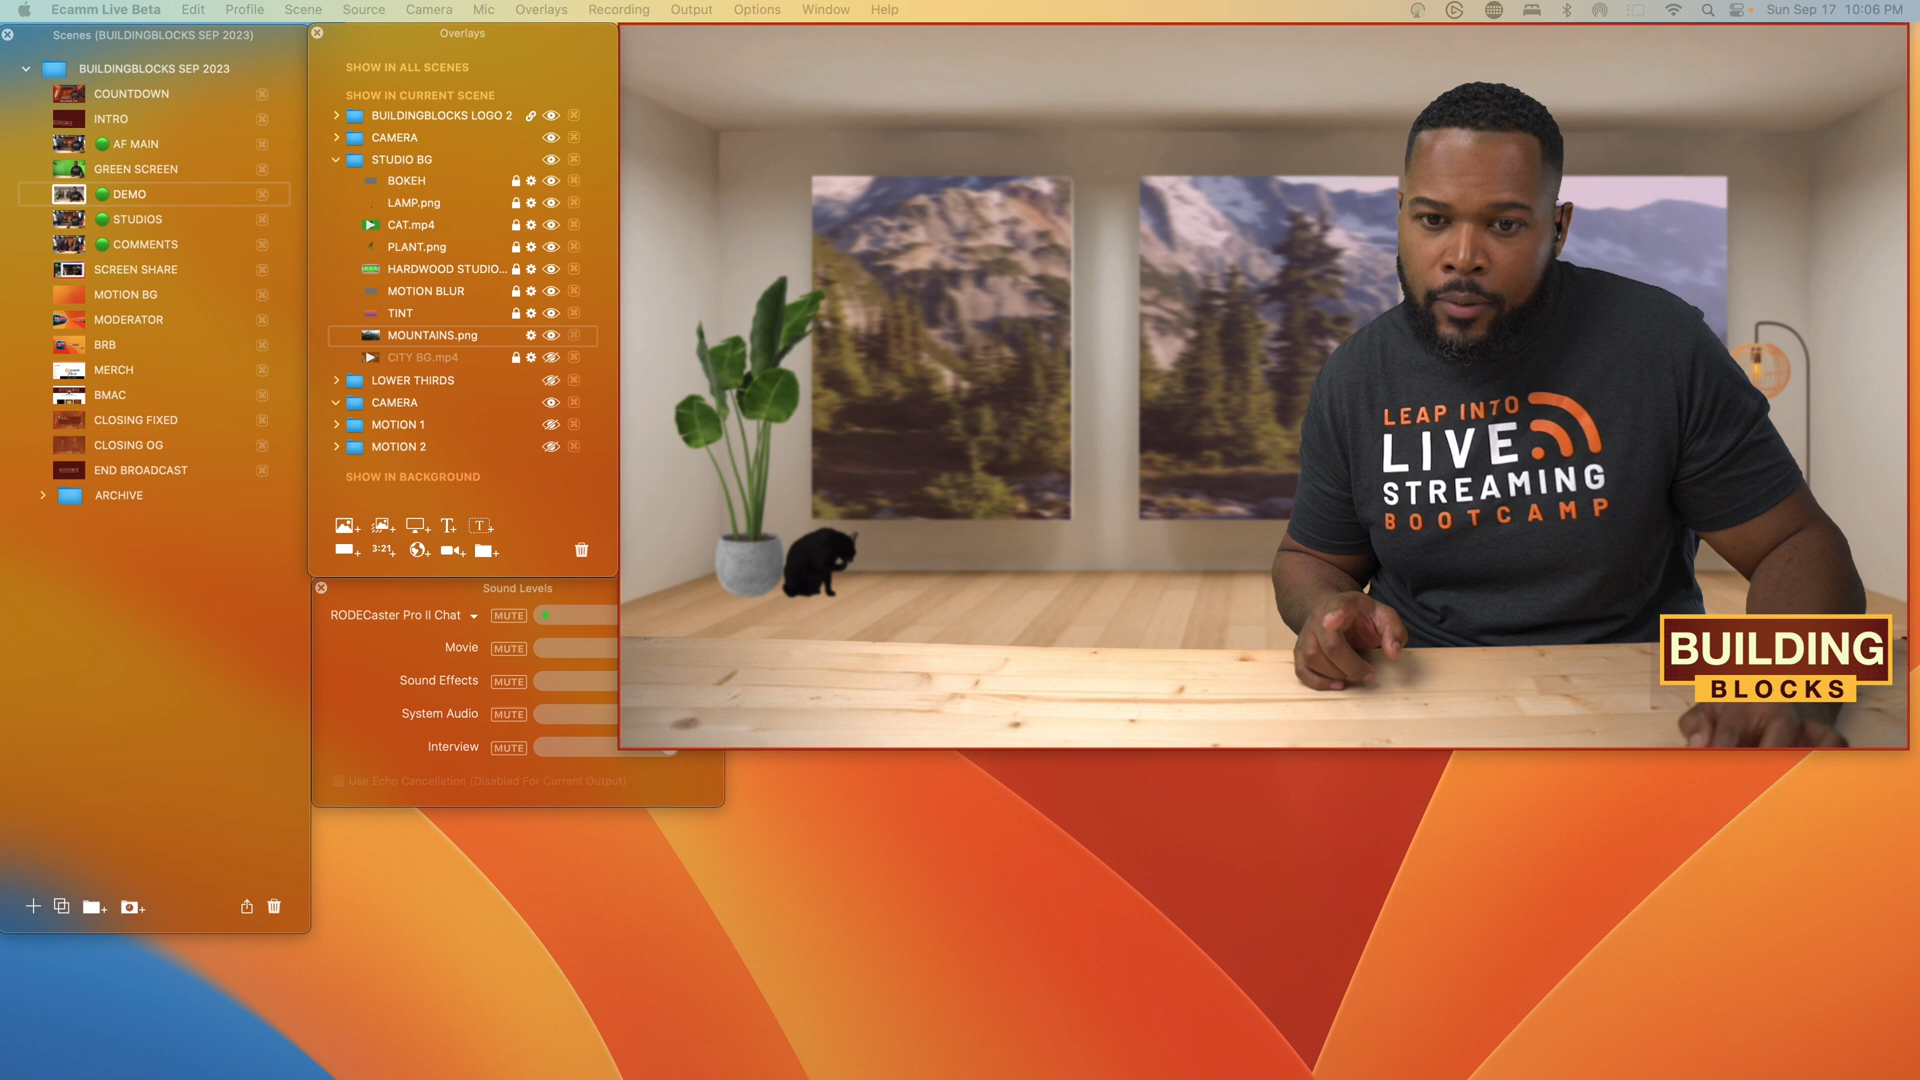 Ecamm Live Beta Edit Profile Scene Source Camera Mic Overlays Recording Output Options Window Help Sun Sep 17 10:06 PM
Scenes (BUILDINGBLOCKS SEP 2023)
BUILDINGBLOCKS SEP 2023
COUNTDOWN
INTRO
AF MAIN
GREEN SCREEN
DEMO
STUDIOS
COMMENTS
SCREEN SHARE
MOTION BG
MODERATOR
BRB
MERCH
BMAC
CLOSING FIXED
CLOSING OG
END BROADCAST
ARCHIVE
Overlays
SHOW IN ALL SCENES
SHOW IN CURRENT SCENE
BUILDINGBLOCKS LOGO 2
CAMERA
STUDIO BG
BOKEH
LAMP.png
CAT.mp4
PLANT.png
HARDWOOD STUDIO...
MOTION BLUR
TINT
MOUNTAINS.png
CITY BG.mp4
LOWER THIRDS
CAMERA
MOTION 1
MOTION 2
SHOW IN BACKGROUND
3:21
Sound Levels
RODECaster Pro II Chat MUTE
Movie MUTE
Sound Effects MUTE
System Audio MUTE
Interview MUTE
Use Echo Cancellation (Disabled For Current Output)
LEAP INTO
LIVE
STREAMING
BOOTCAMP
BUILDING
BLOCKS